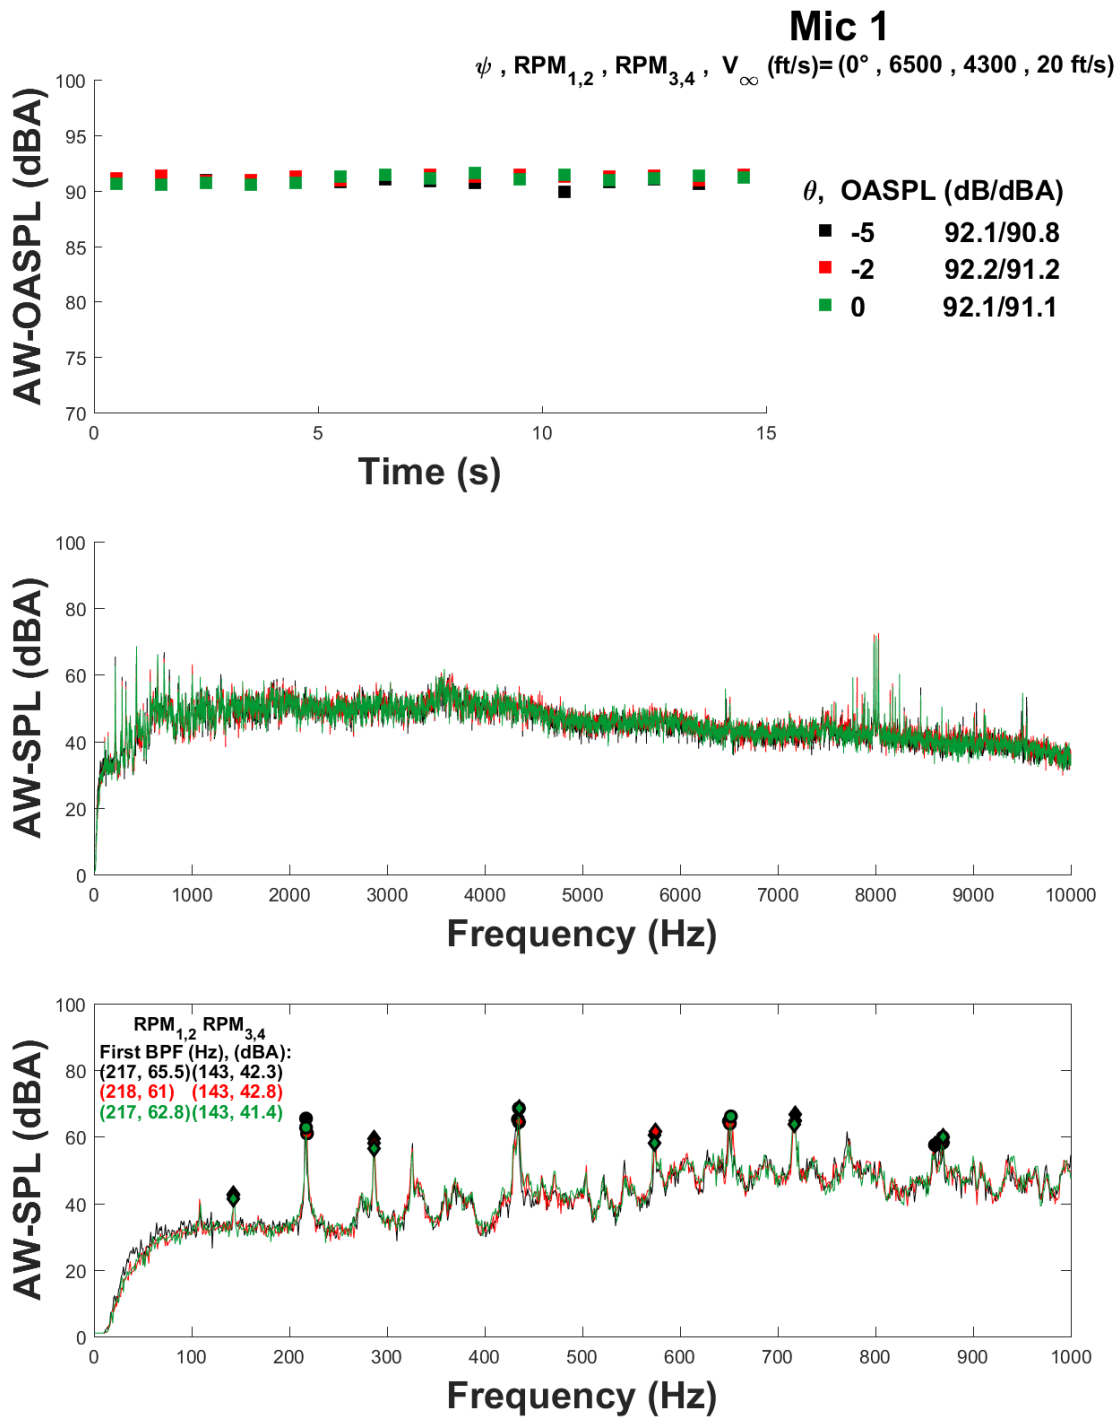 Mic 1
ψ , RPM1,2 , RPM3,4 , V∞ (ft/s)= (0° , 6500 , 4300 , 20 ft/s)
AW-OASPL (dBA)
100
95
90
85
80
75
70
0 5 10 15
Time (s)
θ, OASPL (dB/dBA)
-5 92.1/90.8
-2 92.2/91.2
0 92.1/91.1
AW-SPL (dBA)
100
80
60
40
20
0
0 1000 2000 3000 4000 5000 6000 7000 8000 9000 10000
Frequency (Hz)
AW-SPL (dBA)
100
80
60
40
20
0
RPM1,2 RPM3,4
First BPF (Hz), (dBA):
(217, 65.5)(143, 42.3)
(218, 61) (143, 42.8)
(217, 62.8)(143, 41.4)
0 100 200 300 400 500 600 700 800 900 1000
Frequency (Hz)